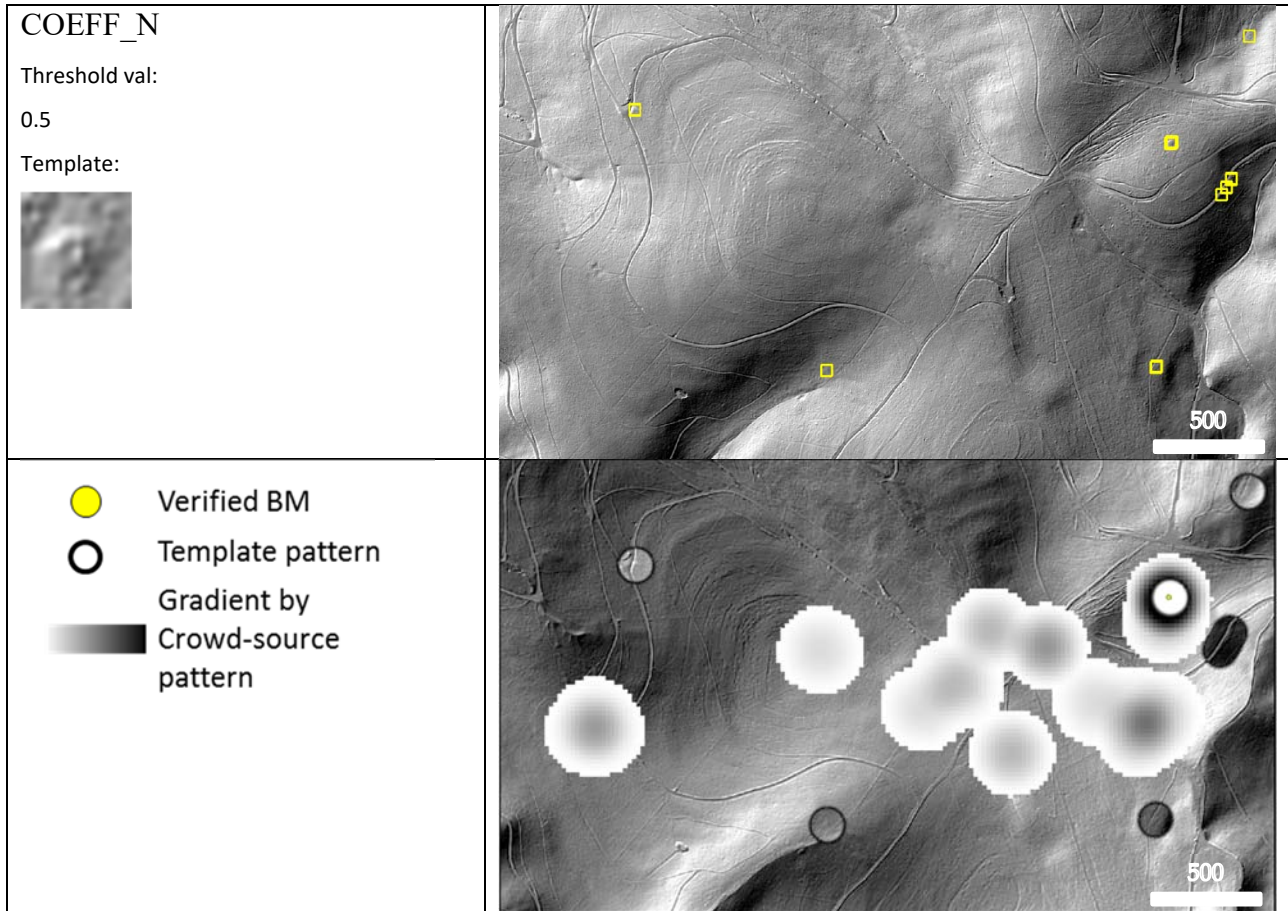 COEFF_N
Threshold val:
0.5
Template:
500
Verified BM
Template pattern
Gradient by
Crowd-source
pattern
500